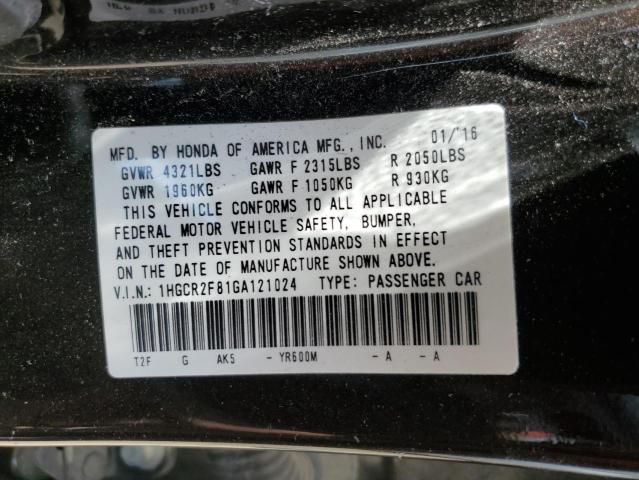 MFD. BY HONDA OF AMERICA MFG., INC. 01/'16
GVWR 4321LBS GAWR F 2315LBS R 2050LBS
GVWR 1960KG GAWR F 1050KG R 930KG
THIS VEHICLE CONFORMS TO ALL APPLICABLE
FEDERAL MOTOR VEHICLE SAFETY, BUMPER,
AND THEFT PREVENTION STANDARDS IN EFFECT
ON THE DATE OF MANUFACTURE SHOWN ABOVE.
V.I.N.: 1HGCR2F81GA121024 TYPE: PASSENGER CAR
T2F G AK5 - YR600M - A - A